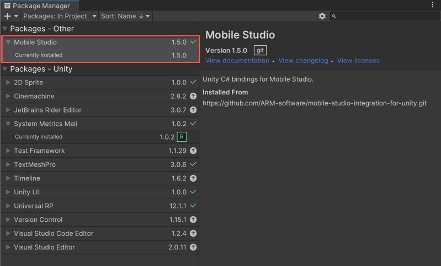 Package Manager
+ Packages: In Project Sort: Name ↓
Packages - Other
Mobile Studio 1.5.0
Currently installed 1.5.0
Packages - Unity
2D Sprite 1.0.0
Cinemachine 2.8.2
JetBrains Rider Editor 3.0.7
System Metrics Mali 1.0.2
Currently installed 1.0.2 R
Test Framework 1.1.29
TextMeshPro 3.0.6
Timeline 1.6.2
Unity UI 1.0.0
Universal RP 12.1.1
Version Control 1.15.1
Visual Studio Code Editor 1.2.4
Visual Studio Editor 2.0.11
Mobile Studio
Version 1.5.0 git
View documentation • View changelog • View licenses
Unity C# bindings for Mobile Studio.
Installed From
https://github.com/ARM-software/mobile-studio-integration-for-unity.git